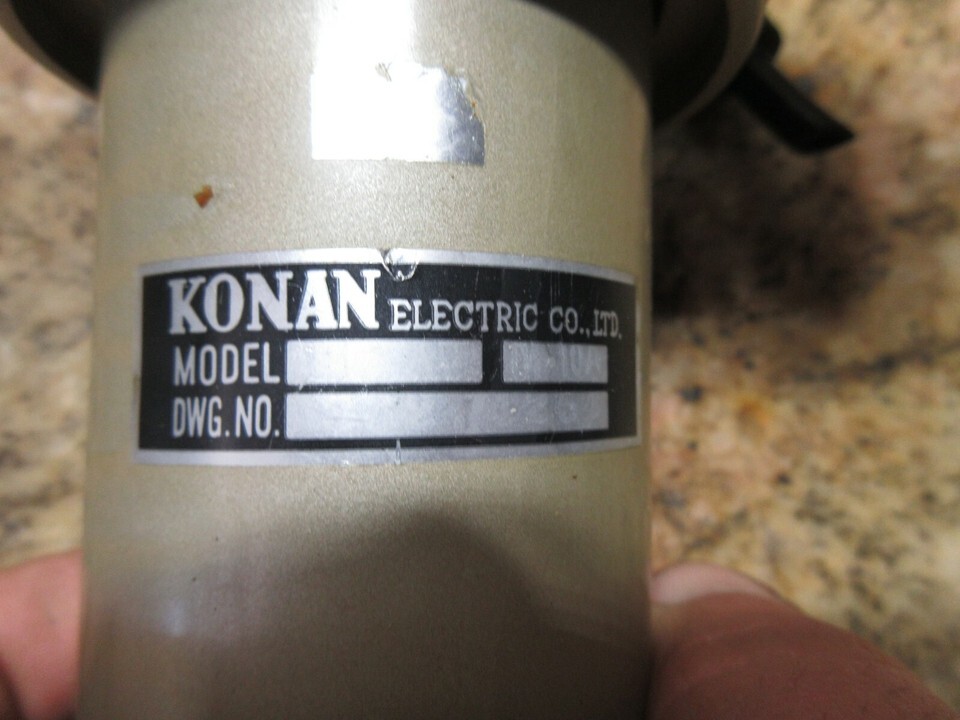 KONAN ELECTRIC CO., LTD.
MODEL
DWG. NO.